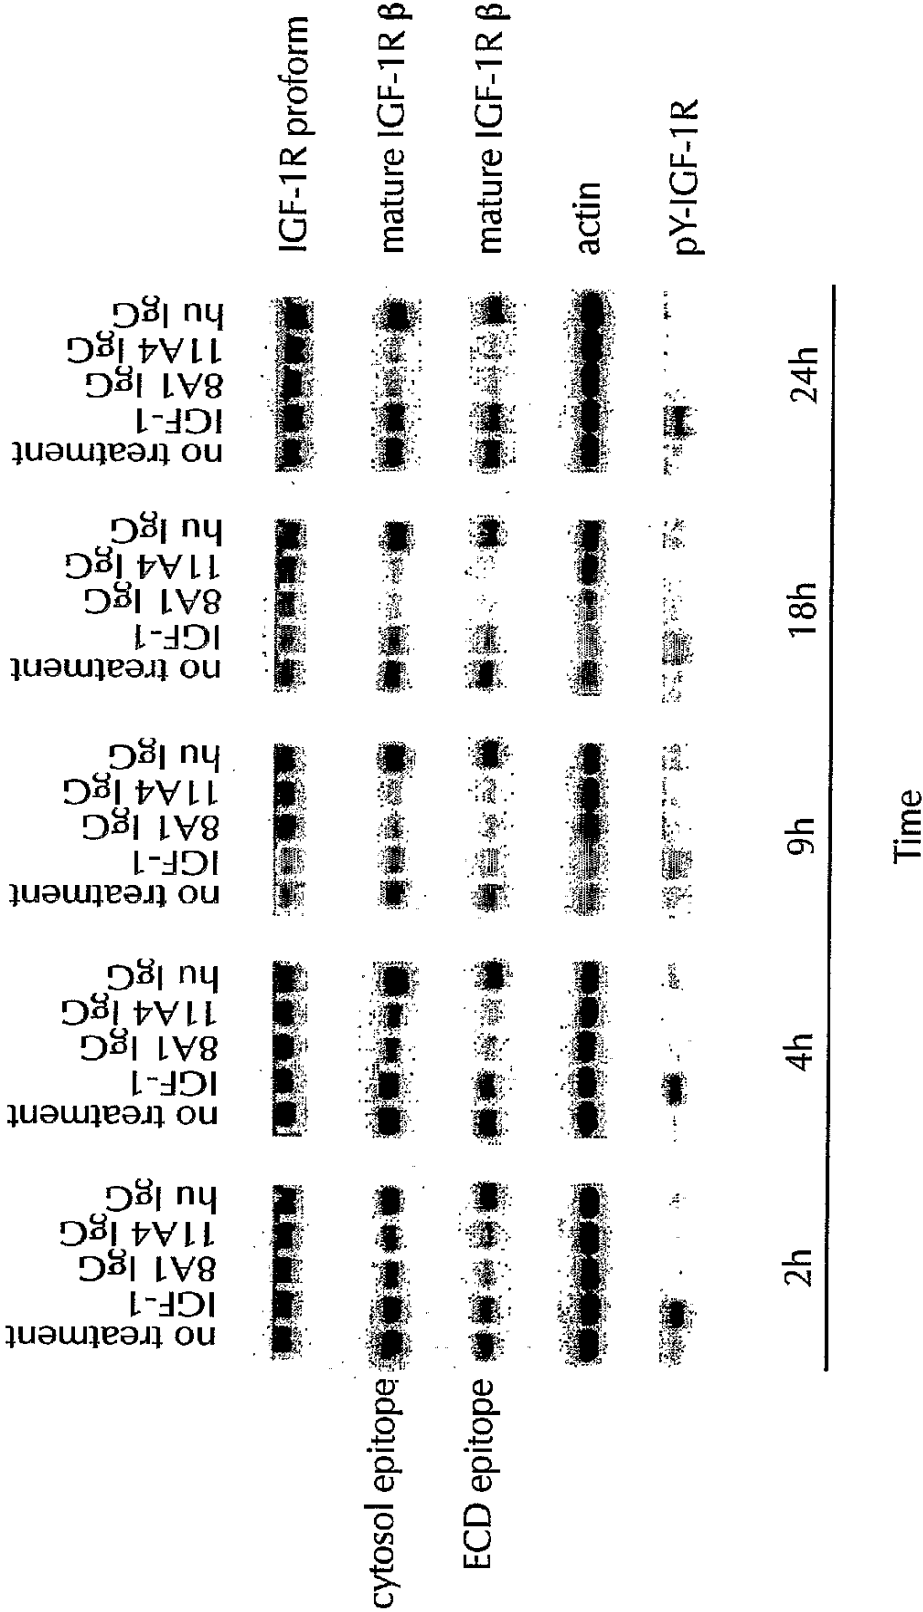 no treatment
IGF-1
8A1 IgG
11A4 IgG
hu IgG
no treatment
IGF-1
8A1 IgG
11A4 IgG
hu IgG
no treatment
IGF-1
8A1 IgG
11A4 IgG
hu IgG
no treatment
IGF-1
8A1 IgG
11A4 IgG
hu IgG
no treatment
IGF-1
8A1 IgG
11A4 IgG
hu IgG
IGF-1R proform
cytosol epitope
mature IGF-1R β
ECD epitope
mature IGF-1R β
actin
pY-IGF-1R
2h
4h
9h
18h
24h
Time